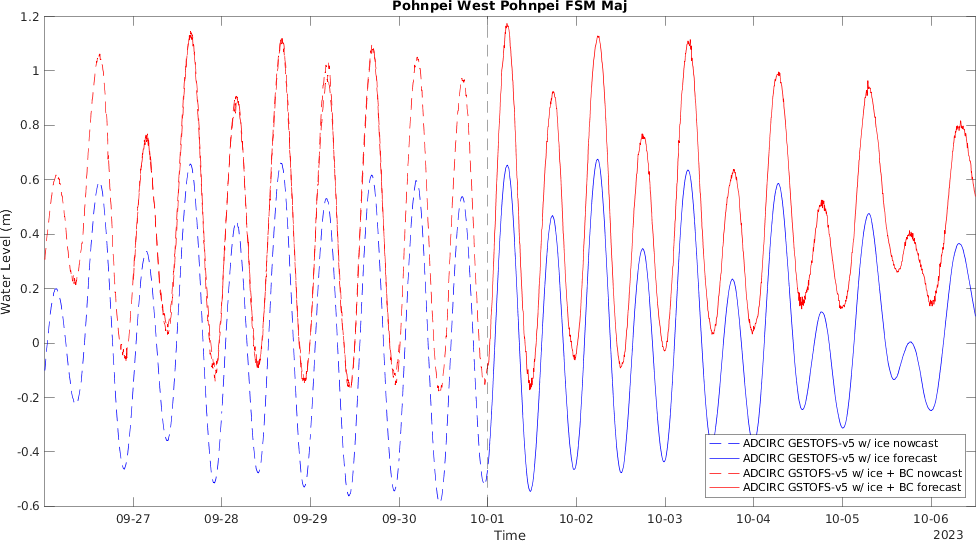 Pohnpei West Pohnpei FSM Maj
1.2
1
0.8
0.6
0.4
0.2
0
-0.2
-0.4
-0.6
Water Level (m)
ADCIRC GESTOFS-v5 w/ ice nowcast
ADCIRC GESTOFS-v5 w/ ice forecast
ADCIRC GSTOFS-v5 w/ ice + BC nowcast
ADCIRC GSTOFS-v5 w/ ice + BC forecast
09-27 09-28 09-29 09-30 10-01 10-02 10-03 10-04 10-05 10-06
Time
2023